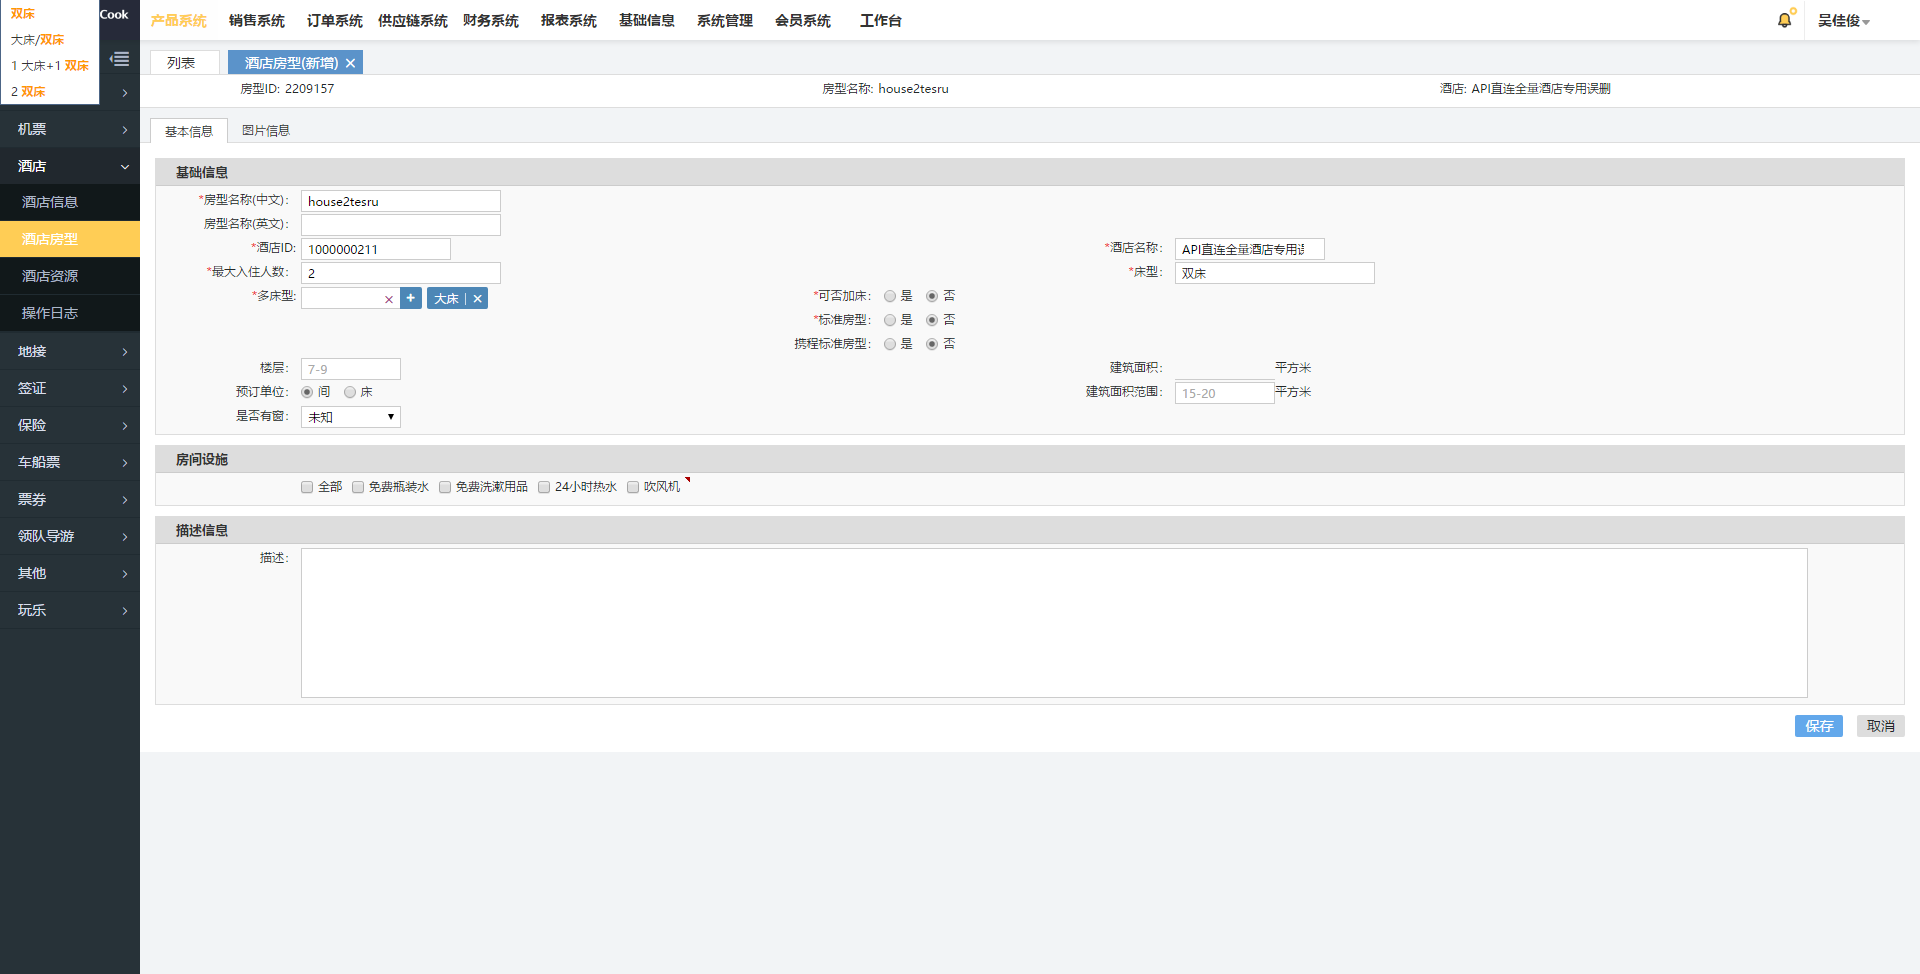 双床
大床/双床
1 大床+1 双床
2 双床
Cook
产品系统 销售系统 订单系统 供应链系统 财务系统 报表系统 基础信息 系统管理 会员系统 工作台
吴佳俊
机票
酒店
酒店信息
酒店房型
酒店资源
操作日志
地接
签证
保险
车船票
票券
领队导游
其他
玩乐
列表 酒店房型(新增)
房型ID: 2209157 房型名称: house2tesru 酒店: API直连全量酒店专用误删
基本信息 图片信息
基础信息
*房型名称(中文): house2tesru
房型名称(英文):
*酒店ID: 1000000211 *酒店名称: API直连全量酒店专用
*最大入住人数: 2 *床型: 双床
*多床型: × + 大床 | × *可否加床: 是 否
*标准房型: 是 否
携程标准房型: 是 否
楼层: 7-9 建筑面积: 平方米
预订单位: 间 床 建筑面积范围: 15-20 平方米
是否有窗: 未知
房间设施
全部 免费瓶装水 免费洗漱用品 24小时热水 吹风机
描述信息
描述:
保存 取消